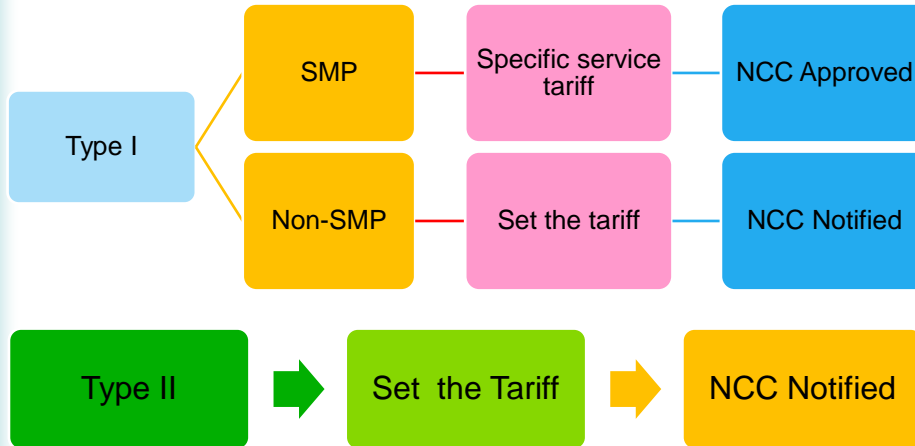 SMP
Specific service
tariff
NCC Approved
Type I
Non-SMP
Set the tariff
NCC Notified
Type II
Set  the Tariff
NCC Notified